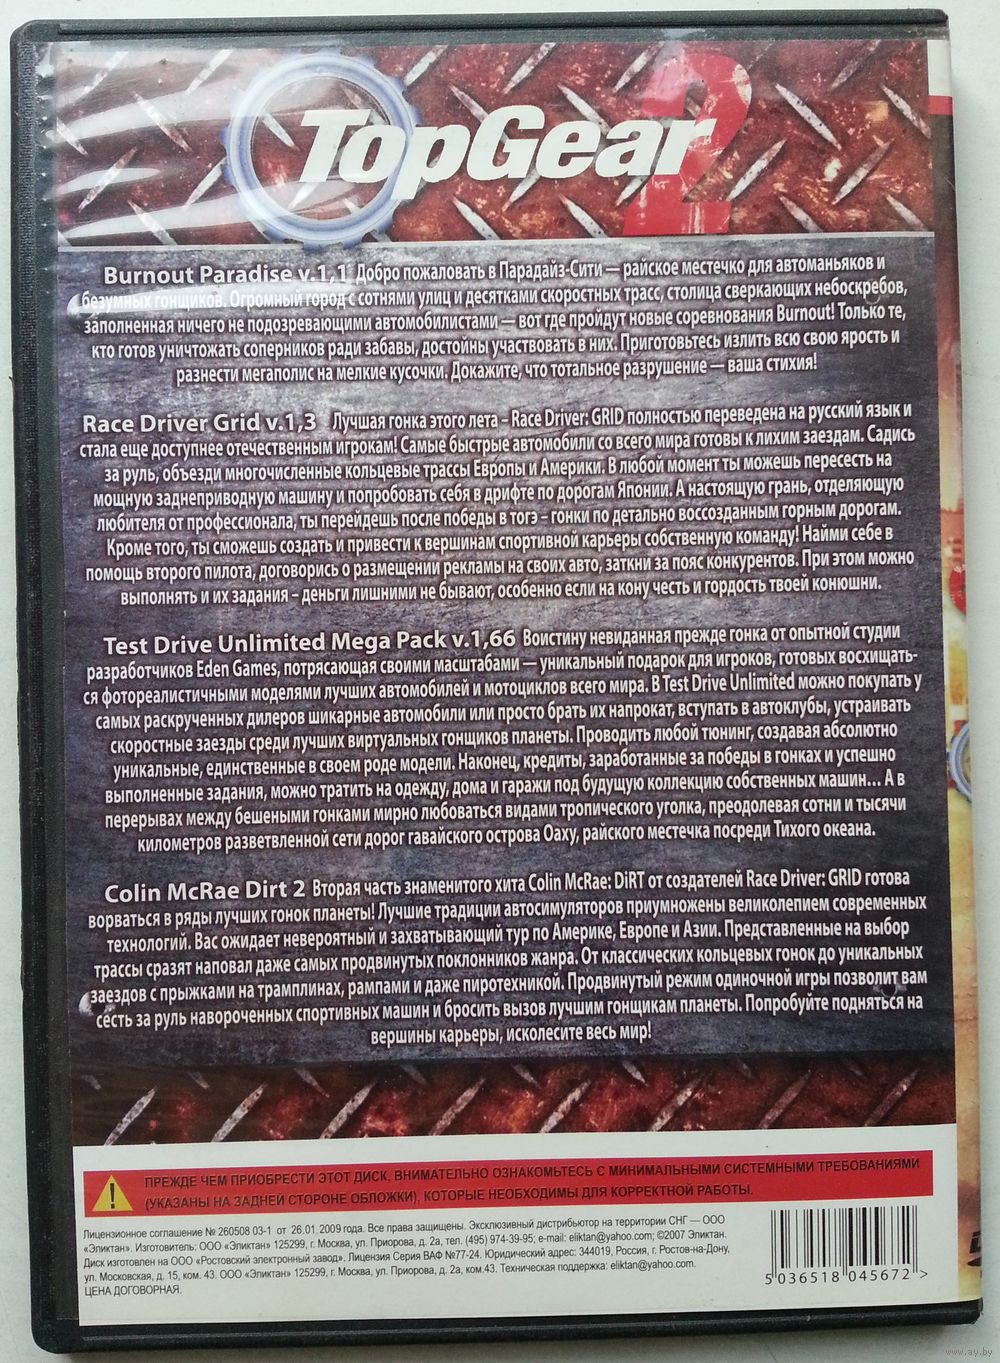 TopGear 2
Burnout Paradise v.1,1 Добро пожаловать в Парадайз-Сити — райское местечко для автоманьяков и
безумных гонщиков. Огромный город с сотнями улиц и десятками скоростных трасс, столица сверкающих небоскребов,
заполненная ничего не подозревающими автомобилистами — вот где пройдут новые соревнования Burnout! Только те,
кто готов уничтожать соперников ради забавы, достойны участвовать в них. Приготовьтесь излить всю свою ярость и
разнести мегаполис на мелкие кусочки. Докажите, что тотальное разрушение — ваша стихия!
Race Driver Grid v.1,3 Лучшая гонка этого лета - Race Driver: GRID полностью переведена на русский язык и
стала еще доступнее отечественным игрокам! Самые быстрые автомобили со всего мира готовы к лихим заездам. Садись
за руль, объезди многочисленные кольцевые трассы Европы и Америки. В любой момент ты можешь пересесть на
мощную заднеприводную машину и попробовать себя в дрифте по дорогам Японии. А настоящую грань, отделяющую
любителя от профессионала, ты перейдешь после победы в тогэ - гонки по детально воссозданным горным дорогам.
Кроме того, ты сможешь создать и привести к вершинам спортивной карьеры собственную команду! Найми себе в
помощь второго пилота, договорись о размещении рекламы на своих авто, заткни за пояс конкурентов. При этом можно
выполнять и их задания - деньги лишними не бывают, особенно если на кону честь и гордость твоей конюшни.
Test Drive Unlimited Mega Pack v.1,66 Воистину невиданная прежде гонка от опытной студии
разработчиков Eden Games, потрясающая своими масштабами — уникальный подарок для игроков, готовых восхищать-
ся фотореалистичными моделями лучших автомобилей и мотоциклов всего мира. В Test Drive Unlimited можно покупать у
самых раскрученных дилеров шикарные автомобили или просто брать их напрокат, вступать в автоклубы, устраивать
скоростные заезды среди лучших виртуальных гонщиков планеты. Проводить любой тюнинг, создавая абсолютно
уникальные, единственные в своем роде модели. Наконец, кредиты, заработанные за победы в гонках и успешно
выполненные задания, можно тратить на одежду, дома и гаражи под будущую коллекцию собственных машин... А в
перерывах между бешеными гонками мирно любоваться видами тропического уголка, преодолевая сотни и тысячи
километров разветвленной сети дорог гавайского острова Оаху, райского местечка посреди Тихого океана.
Colin McRae Dirt 2 Вторая часть знаменитого хита Colin McRae: DiRT от создателей Race Driver: GRID готова
ворваться в ряды лучших гонок планеты! Лучшие традиции автосимуляторов приумножены великолепием современных
технологий. Вас ожидает невероятный и захватывающий тур по Америке, Европе и Азии. Представленные на выбор
трассы сразят наповал даже самых продвинутых поклонников жанра. От классических кольцевых гонок до уникальных
заездов с прыжками на трамплинах, рампами и даже пиротехникой. Продвинутый режим одиночной игры позволит вам
сесть за руль навороченных спортивных машин и бросить вызов лучшим гонщикам планеты. Попробуйте подняться на
вершины карьеры, исколесите весь мир!
ПРЕЖДЕ ЧЕМ ПРИОБРЕСТИ ЭТОТ ДИСК, ВНИМАТЕЛЬНО ОЗНАКОМЬТЕСЬ С МИНИМАЛЬНЫМИ СИСТЕМНЫМИ ТРЕБОВАНИЯМИ
(УКАЗАНЫ НА ЗАДНЕЙ СТОРОНЕ ОБЛОЖКИ), КОТОРЫЕ НЕОБХОДИМЫ ДЛЯ КОРРЕКТНОЙ РАБОТЫ.
Лицензионное соглашение № 260508 03-1 от 26.01.2009 года. Все права защищены. Эксклюзивный дистрибьютор на территории СНГ — ООО
«Эликтан». Изготовитель: ООО «Эликтан» 125299, г. Москва, ул. Приорова, д. 2а, тел. (495) 974-39-95; e-mail: eliktan@yahoo.com; ©2007 Эликтан.
Диск изготовлен на ООО «Ростовский электронный завод». Лицензия Серия ВАФ №77-24. Юридический адрес: 344019, Россия, г. Ростов-на-Дону,
ул. Московская, д. 15, ком. 43. ООО «Эликтан» 125299, г. Москва, ул. Приорова, д. 2а, ком.43. Техническая поддержка: eliktan@yahoo.com.
ЦЕНА ДОГОВОРНАЯ.
5 036518 045672 >
www.ay.by